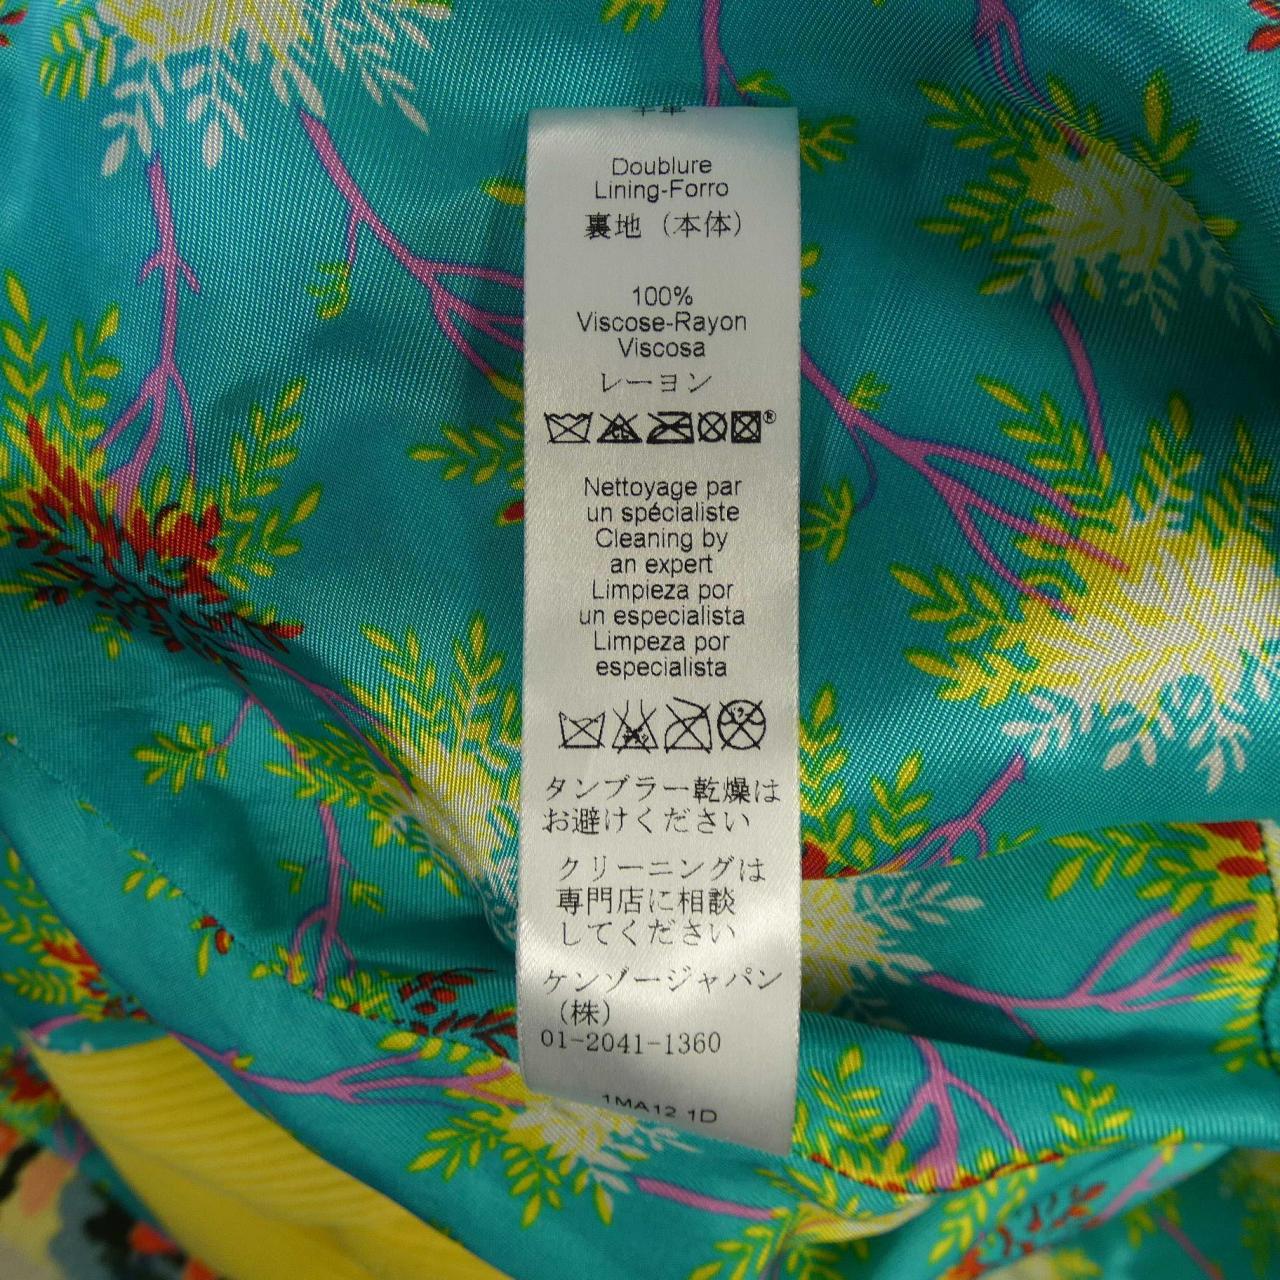 Doublure
Lining-Forro
裏地（本体）
100%
Viscose-Rayon
Viscosa
レーヨン
®
Nettoyage par
un spécialiste
Cleaning by
an expert
Limpieza por
un especialista
Limpeza por
especialista
タンブラー乾燥は
お避けください
クリーニングは
専門店に相談
してください
ケンゾージャパン
（株）
01-2041-1360
1MA12 1D